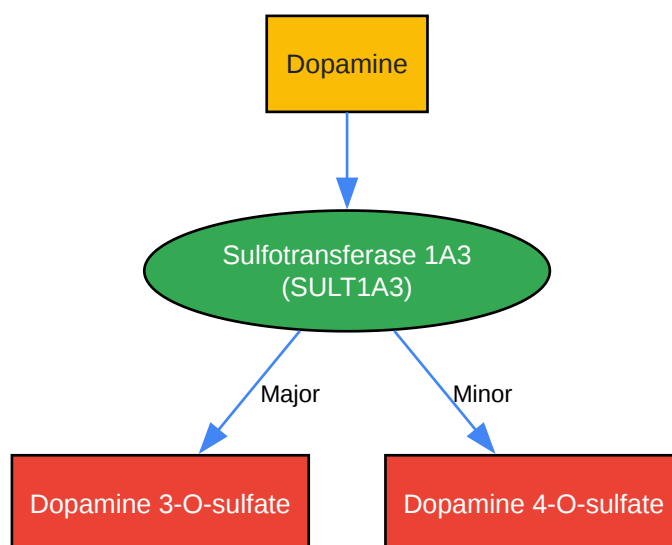 Dopamine
Sulfotransferase 1A3
(SULT1A3)
Major
Minor
Dopamine 3-O-sulfate
Dopamine 4-O-sulfate